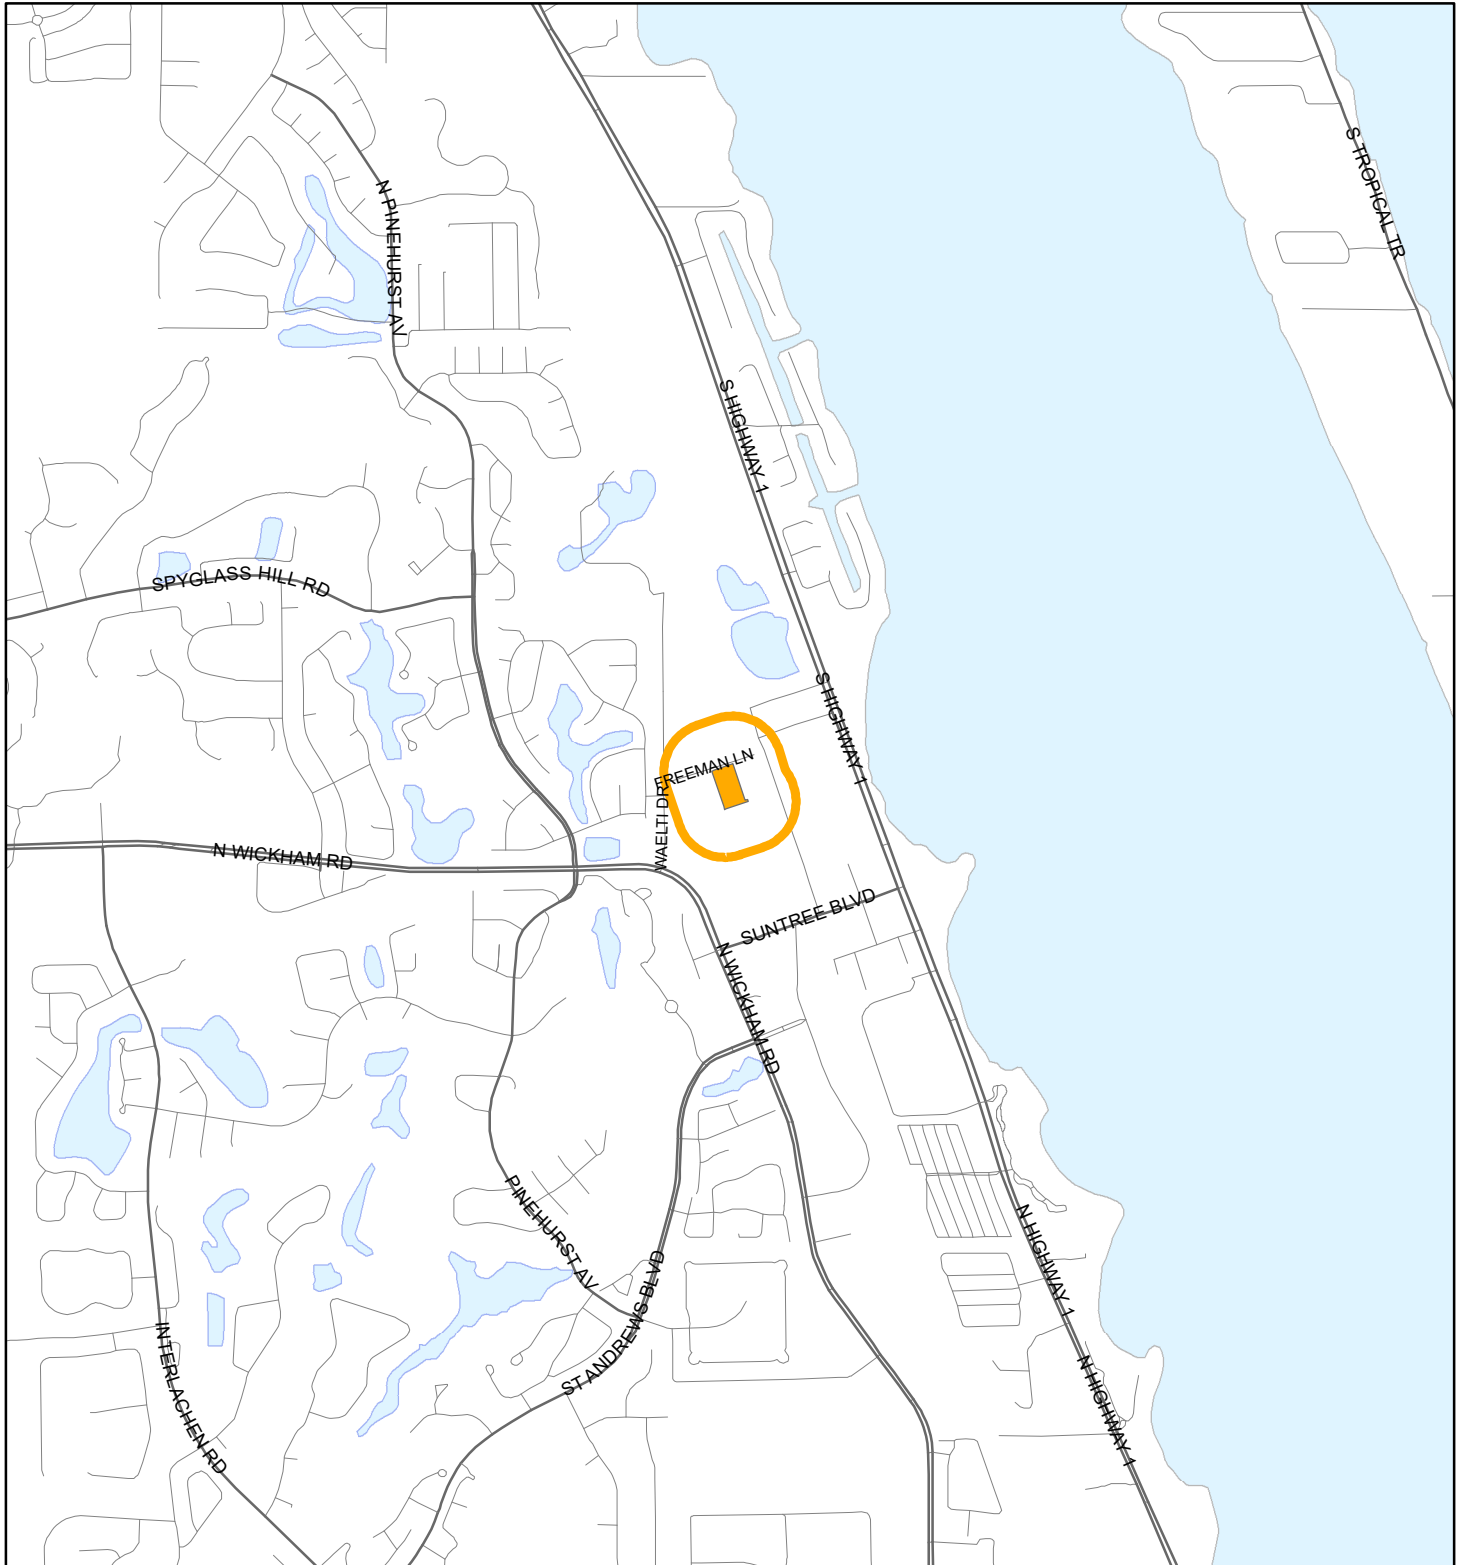 S TROPICAL TR
N PINEHURST AV
S HIGHWAY 1
SPYGLASS HILL RD
S HIGHWAY 1
FREEMAN LN
WAELTI DR
N WICKHAM RD
SUNTREE BLVD
N WICKHAM RD
PINEHURST AV
N HIGHWAY 1
ST ANDREWS BLVD
INTERLACHEN RD
N HIGHWAY 1